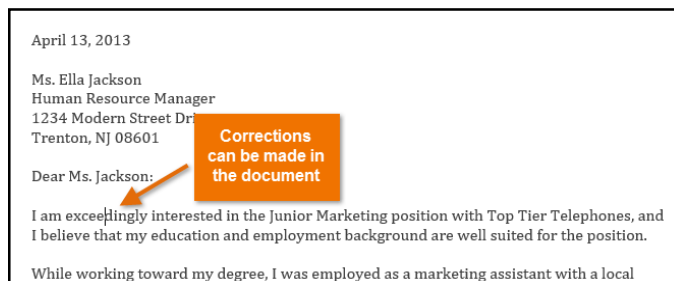 April 13, 2013
Ms. Ella Jackson
Human Resource Manager
1234 Modern Street
Trenton, NJ 08601
Corrections
can be made in
the document
Dear Ms. Jackson:
I am exceedingly interested in the Junior Marketing position with Top Tier Telephones, and
I believe that my education and employment background are well suited for the position.
While working toward my degree, I was employed as a marketing assistant with a local